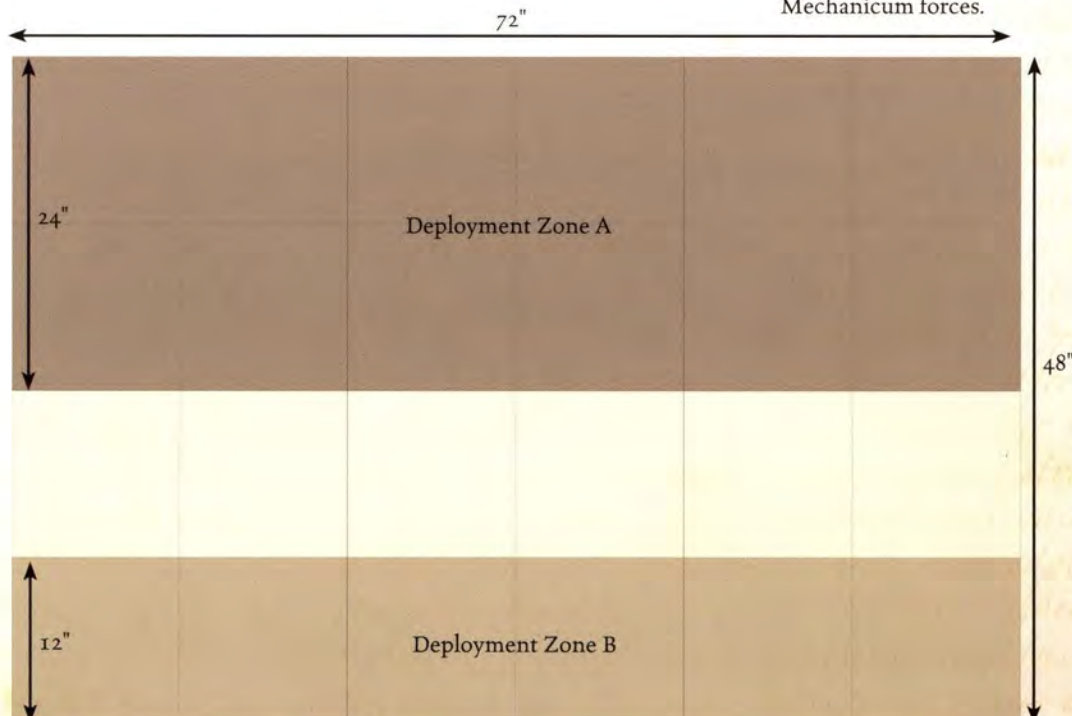 Mechanicum forces.
72"
24"
Deployment Zone A
48"
12"
Deployment Zone B